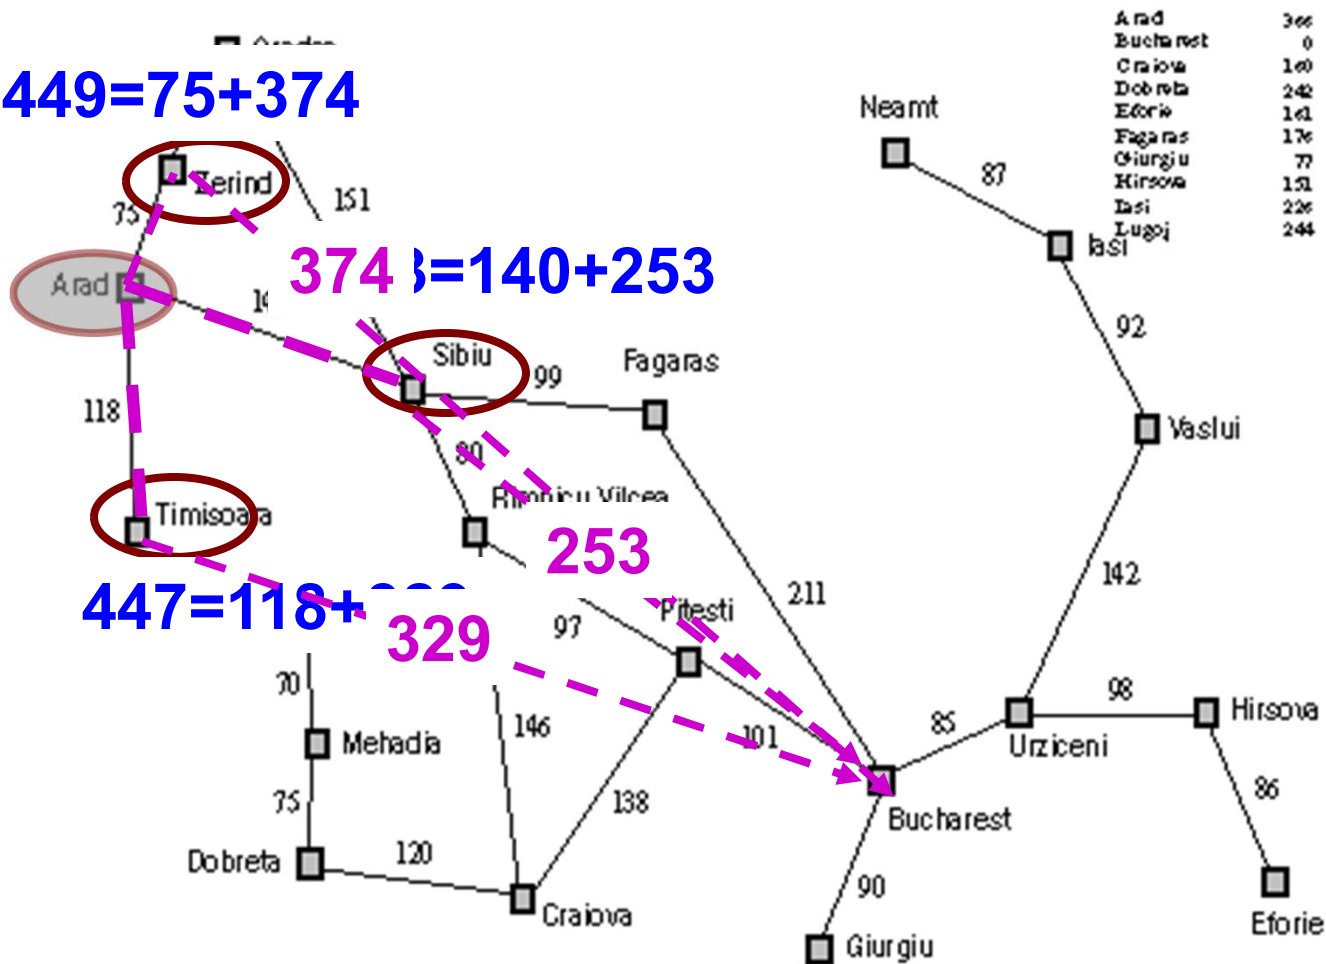 Arad 366
Bucharest 0
Craiova 160
Dobreta 242
Eforie 161
Fagaras 176
Giurgiu 77
Hirsova 151
Iasi 226
Lugoj 244
449=75+374
Neamt
87
Zerind
151
75
Iasi
Arad
374
=140+253
92
Sibiu
Fagaras
99
118
80
Vaslui
Timisoara
Rimnicu Vilcea
253
142
447=118+
211
Pitesti
97
329
70
98
146
101
85
Hirsova
Mehadia
Urziceni
75
138
86
Bucharest
Dobreta
120
90
Craiova
Eforie
Giurgiu